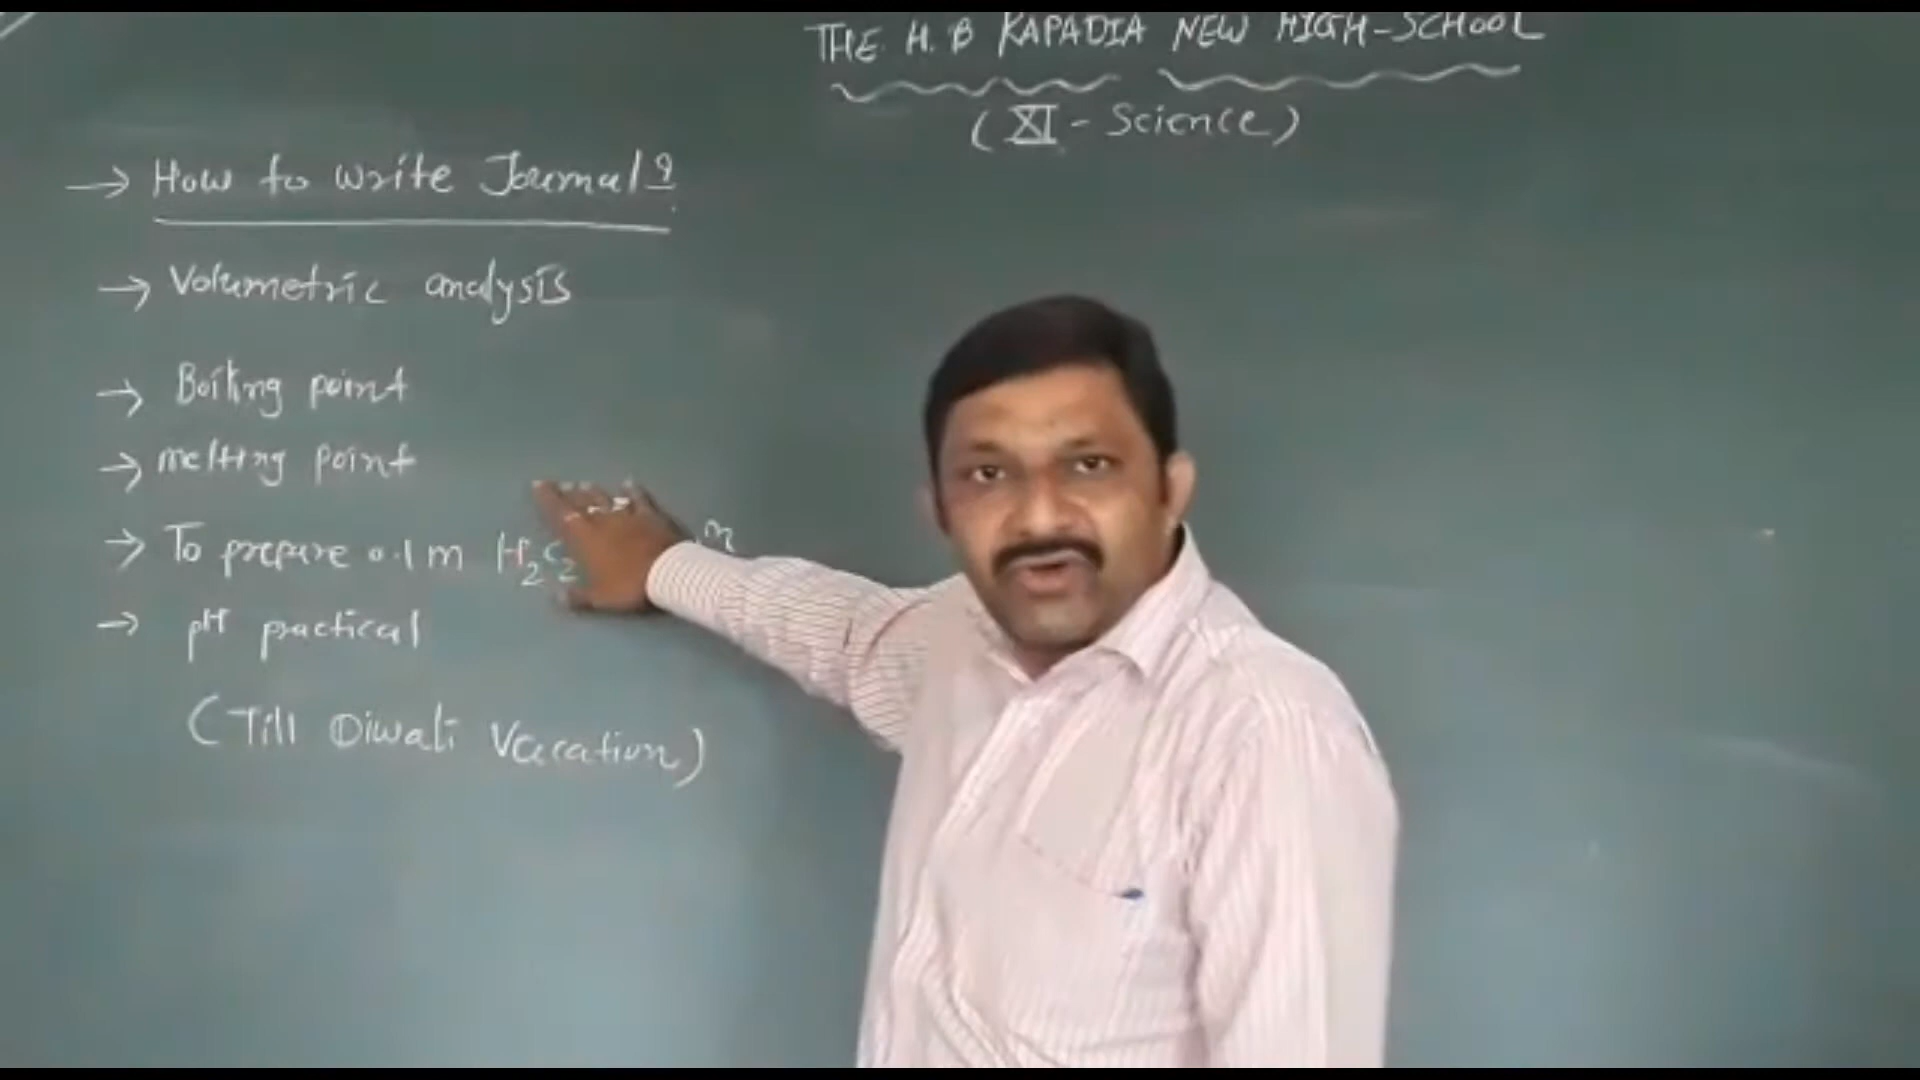 THE H. B KAPADIA NEW HIGH-SCHOOL
(XI - Science)
→ How to write Journal?
→ Volumetric analysis
→ Boiling point
→ melting point
→ To prepare 0.1 m H2C2
→ pH practical
(Till Diwali Vacation)